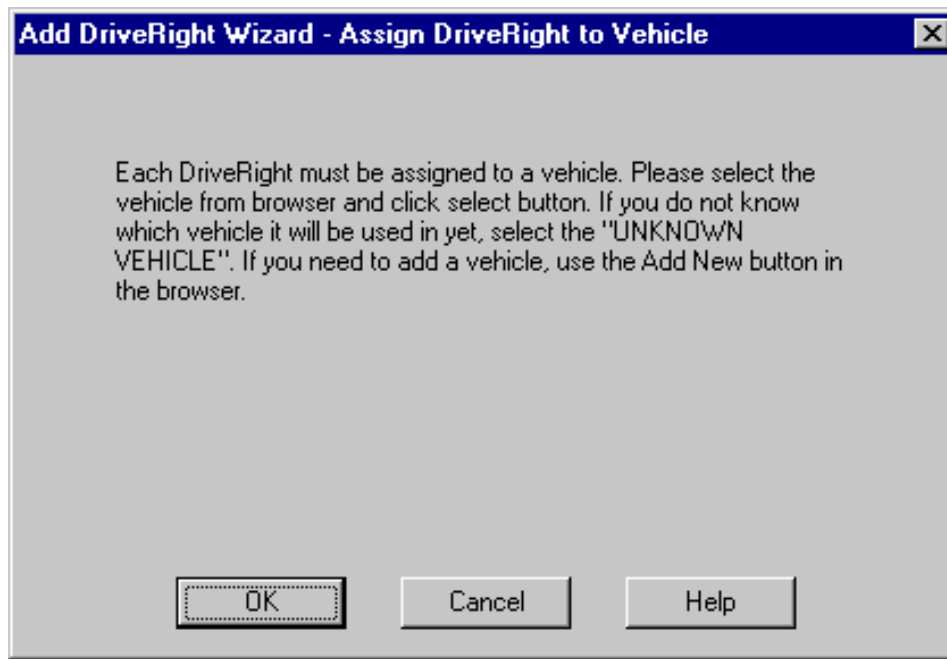 Add DriveRight Wizard - Assign DriveRight to Vehicle
Each DriveRight must be assigned to a vehicle. Please select the
vehicle from browser and click select button. If you do not know
which vehicle it will be used in yet, select the "UNKNOWN
VEHICLE". If you need to add a vehicle, use the Add New button in
the browser.
OK
Cancel
Help